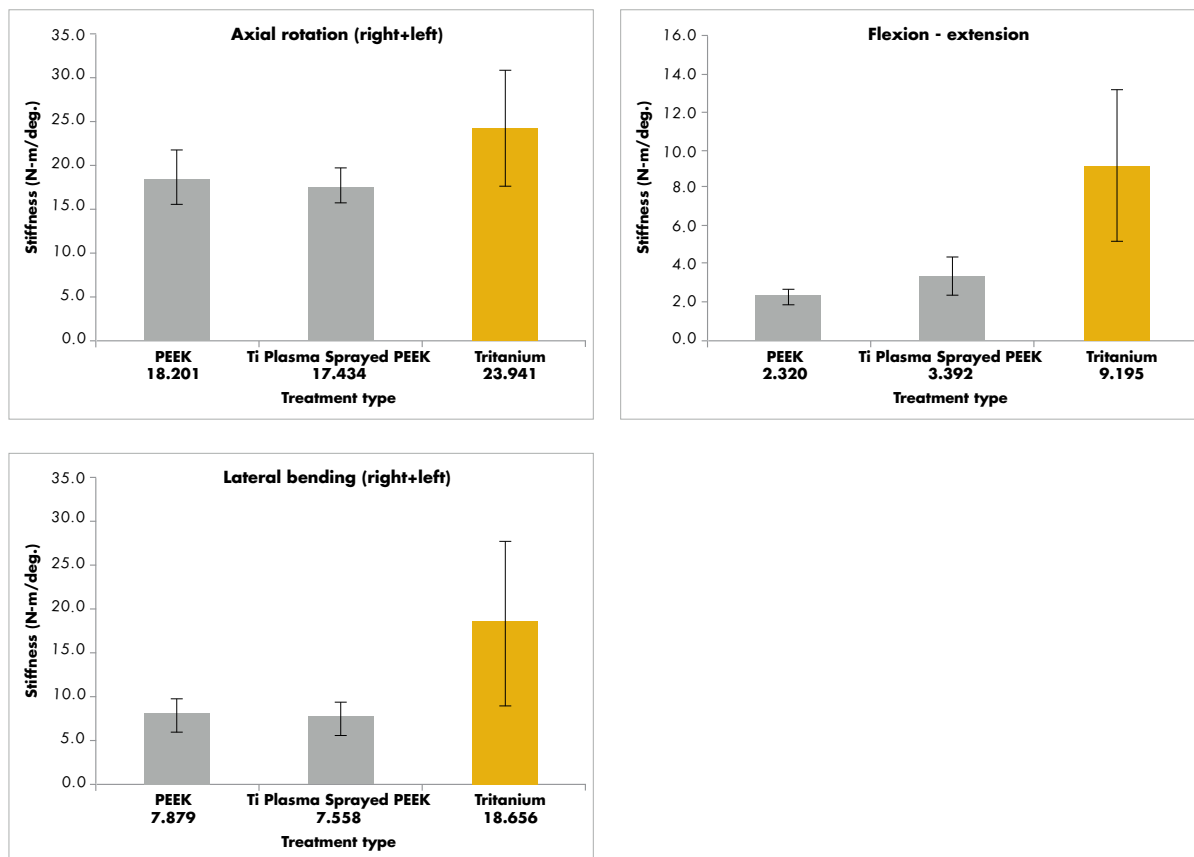 Axial rotation (right+left)
Stiffness (N-m/deg.)
35.0
30.0
25.0
20.0
15.0
10.0
5.0
0.0
PEEK Ti Plasma Sprayed PEEK Tritanium
18.201 17.434 23.941
Treatment type
Flexion - extension
Stiffness (N-m/deg.)
16.0
14.0
12.0
10.0
8.0
6.0
4.0
2.0
0.0
PEEK Ti Plasma Sprayed PEEK Tritanium
2.320 3.392 9.195
Treatment type
Lateral bending (right+left)
Stiffness (N-m/deg.)
35.0
30.0
25.0
20.0
15.0
10.0
5.0
0.0
PEEK Ti Plasma Sprayed PEEK Tritanium
7.879 7.558 18.656
Treatment type